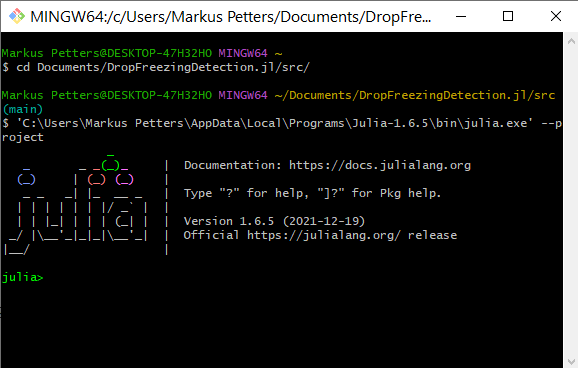 MINGW64:/c/Users/Markus Petters/Documents/DropFre...
Markus Petters@DESKTOP-47H32HO MINGW64 ~
$ cd Documents/DropFreezingDetection.jl/src/
Markus Petters@DESKTOP-47H32HO MINGW64 ~/Documents/DropFreezingDetection.jl/src
(main)
$ 'C:\Users\Markus Petters\AppData\Local\Programs\Julia-1.6.5\bin\julia.exe' --p
roject
julia
| Documentation: https://docs.julialang.org
|
| Type "?" for help, "]?" for Pkg help.
|
| Version 1.6.5 (2021-12-19)
| Official https://julialang.org/ release
|
julia>